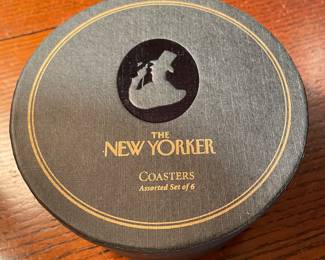 THE
NEW YORKER
COASTERS
Assorted Set of 6